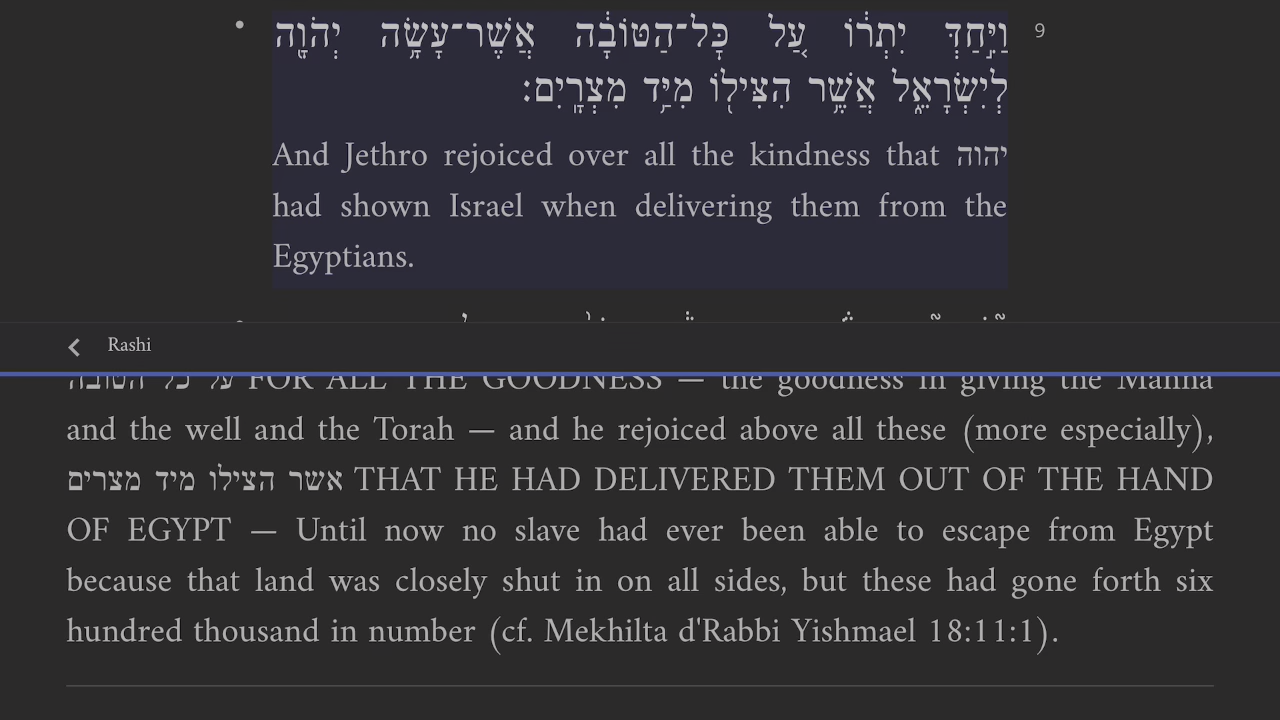 9
וַיִּ֣חַדְּ יִתְר֔וֹ עַ֚ל כׇּל־הַטּוֹבָ֔ה אֲשֶׁר־עָשָׂ֥ה יְהֹוָ֖ה
לְיִשְׂרָאֵ֑ל אֲשֶׁ֥ר הִצִּיל֖וֹ מִיַּ֥ד מִצְרָֽיִם׃
And Jethro rejoiced over all the kindness that יהוה
had shown Israel when delivering them from the
Egyptians.
Rashi
על כל הטובה FOR ALL THE GOODNESS — the goodness in giving the Manna
and the well and the Torah — and he rejoiced above all these (more especially),
אשר הצילו מיד מצרים THAT HE HAD DELIVERED THEM OUT OF THE HAND
OF EGYPT — Until now no slave had ever been able to escape from Egypt
because that land was closely shut in on all sides, but these had gone forth six
hundred thousand in number (cf. Mekhilta d'Rabbi Yishmael 18:11:1).